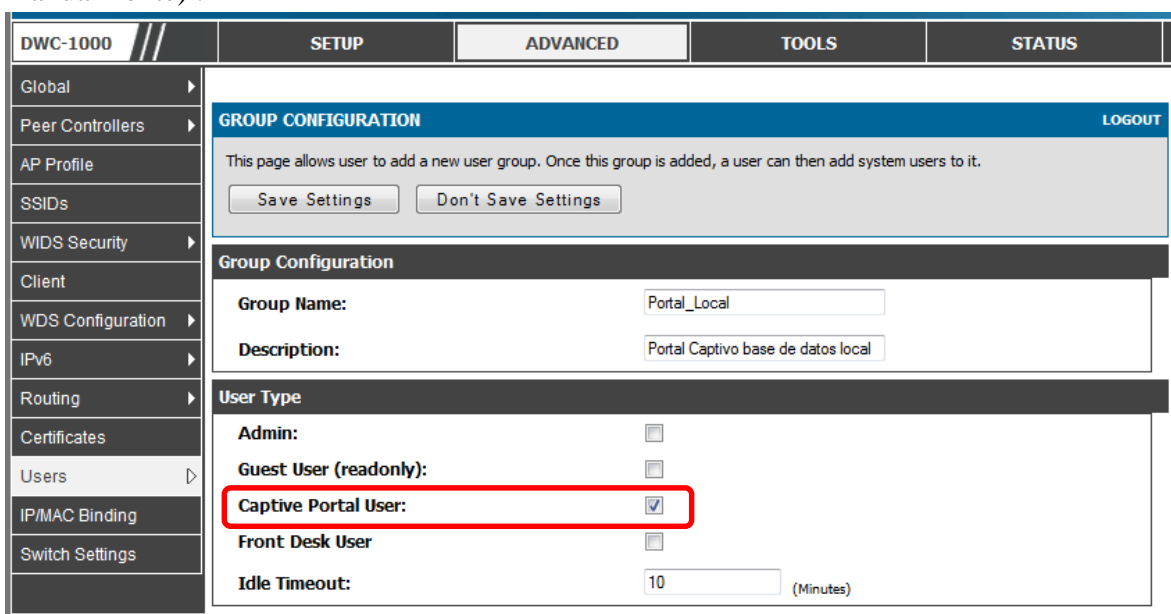 DWC-1000
SETUP
ADVANCED
TOOLS
STATUS
Global
Peer Controllers
AP Profile
SSIDs
WIDS Security
Client
WDS Configuration
IPv6
Routing
Certificates
Users
IP/MAC Binding
Switch Settings
GROUP CONFIGURATION LOGOUT
This page allows user to add a new user group. Once this group is added, a user can then add system users to it.
Save Settings Don't Save Settings
Group Configuration
Group Name: Portal_Local
Description: Portal Captivo base de datos local
User Type
Admin:
Guest User (readonly):
Captive Portal User:
Front Desk User
Idle Timeout: 10 (Minutes)